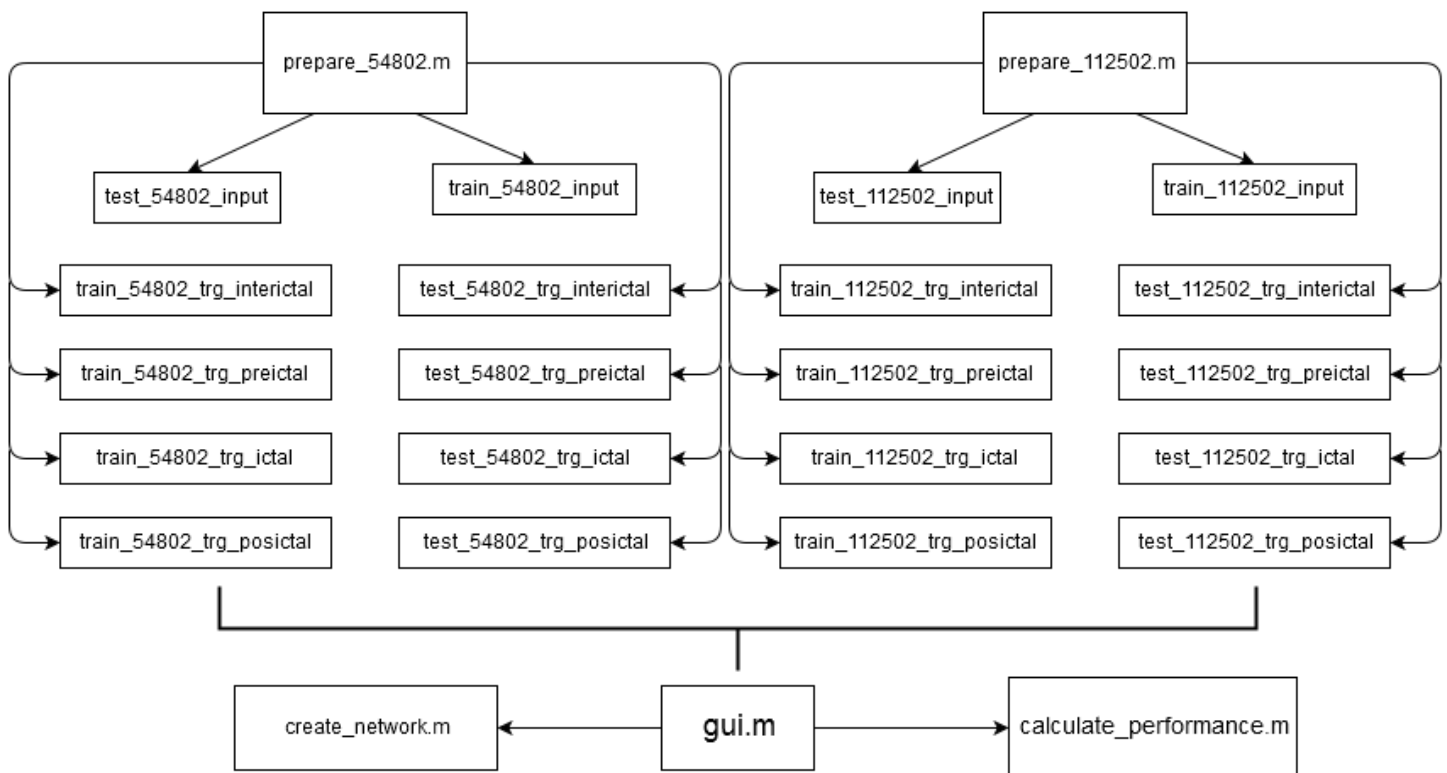 prepare_54802.m
prepare_112502.m
test_54802_input
train_54802_input
test_112502_input
train_112502_input
train_54802_trg_interictal
test_54802_trg_interictal
train_112502_trg_interictal
test_112502_trg_interictal
train_54802_trg_preictal
test_54802_trg_preictal
train_112502_trg_preictal
test_112502_trg_preictal
train_54802_trg_ictal
test_54802_trg_ictal
train_112502_trg_ictal
test_112502_trg_ictal
train_54802_trg_posictal
test_54802_trg_posictal
train_112502_trg_posictal
test_112502_trg_posictal
create_network.m
gui.m
calculate_performance.m